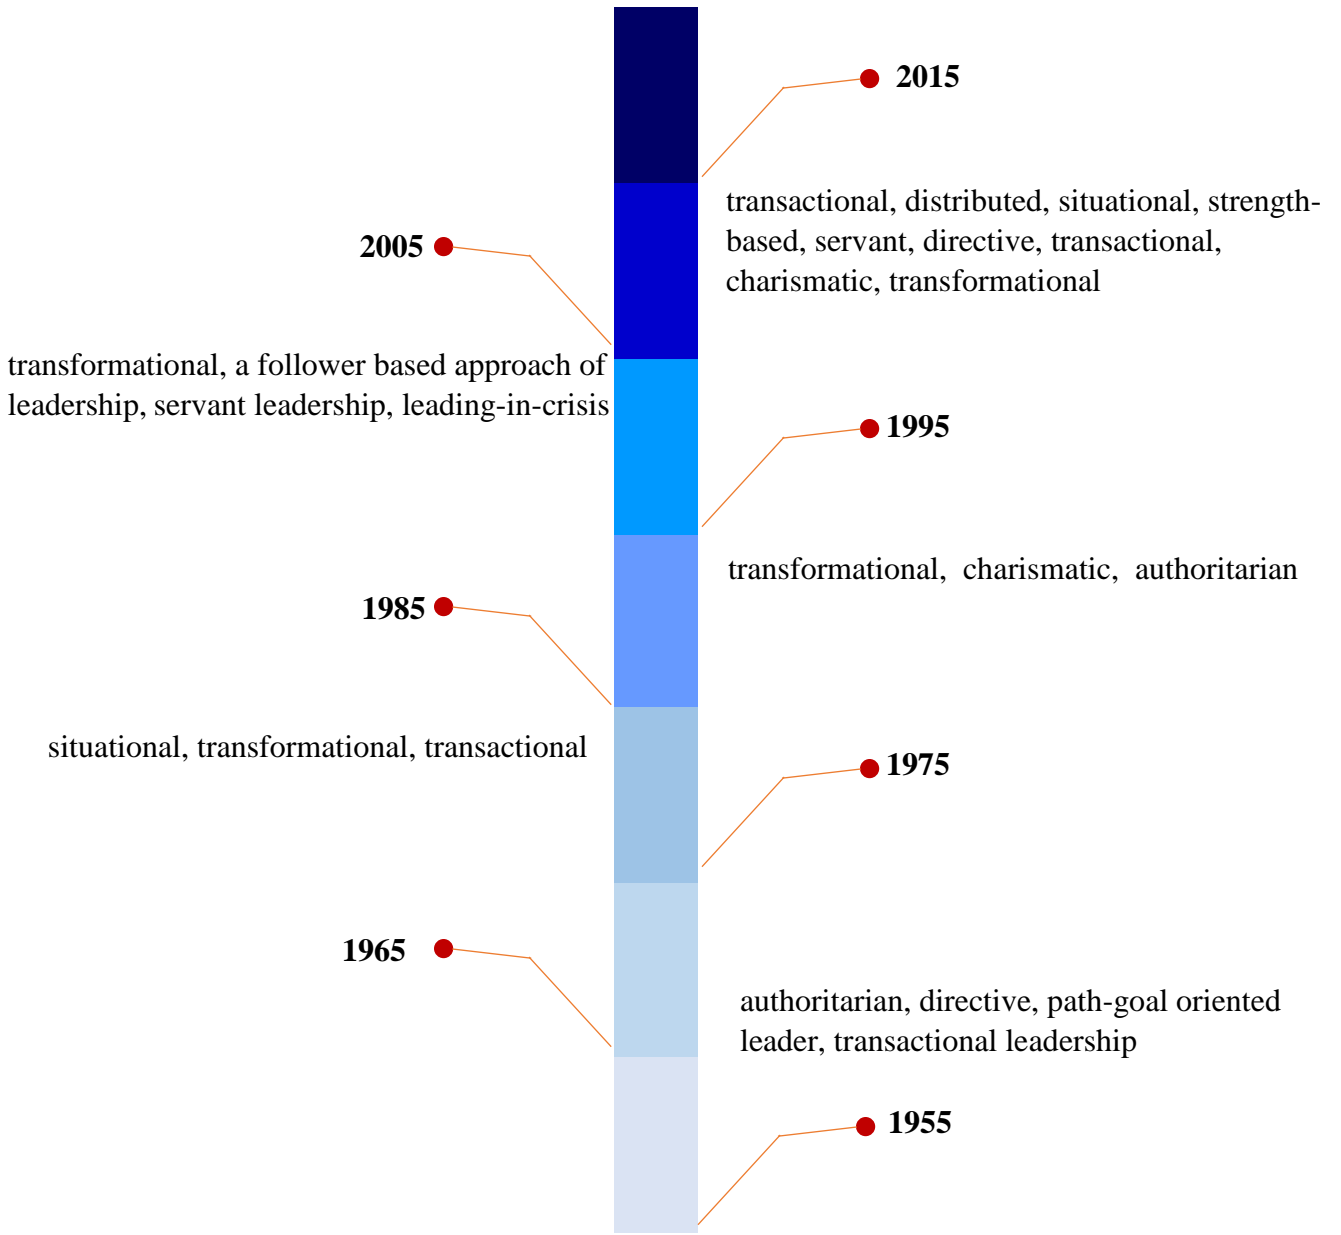 2015
transactional, distributed, situational, strength-
based, servant, directive, transactional,
charismatic, transformational
2005
transformational, a follower based approach of
leadership, servant leadership, leading-in-crisis
1995
transformational, charismatic, authoritarian
1985
situational, transformational, transactional
1975
1965
authoritarian, directive, path-goal oriented
leader, transactional leadership
1955